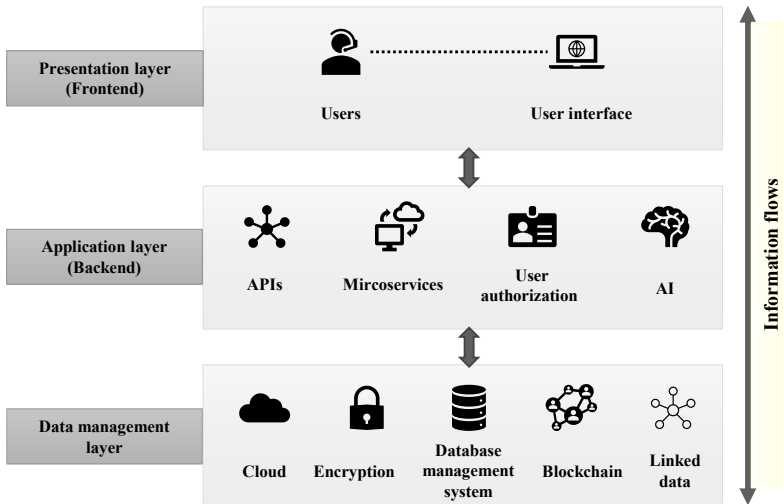 Presentation layer
(Frontend)
Users
User interface
Application layer
(Backend)
APIs
Mircoservices
User
authorization
AI
Data management
layer
Cloud
Encryption
Database
management
system
Blockchain
Linked
data
Information flows